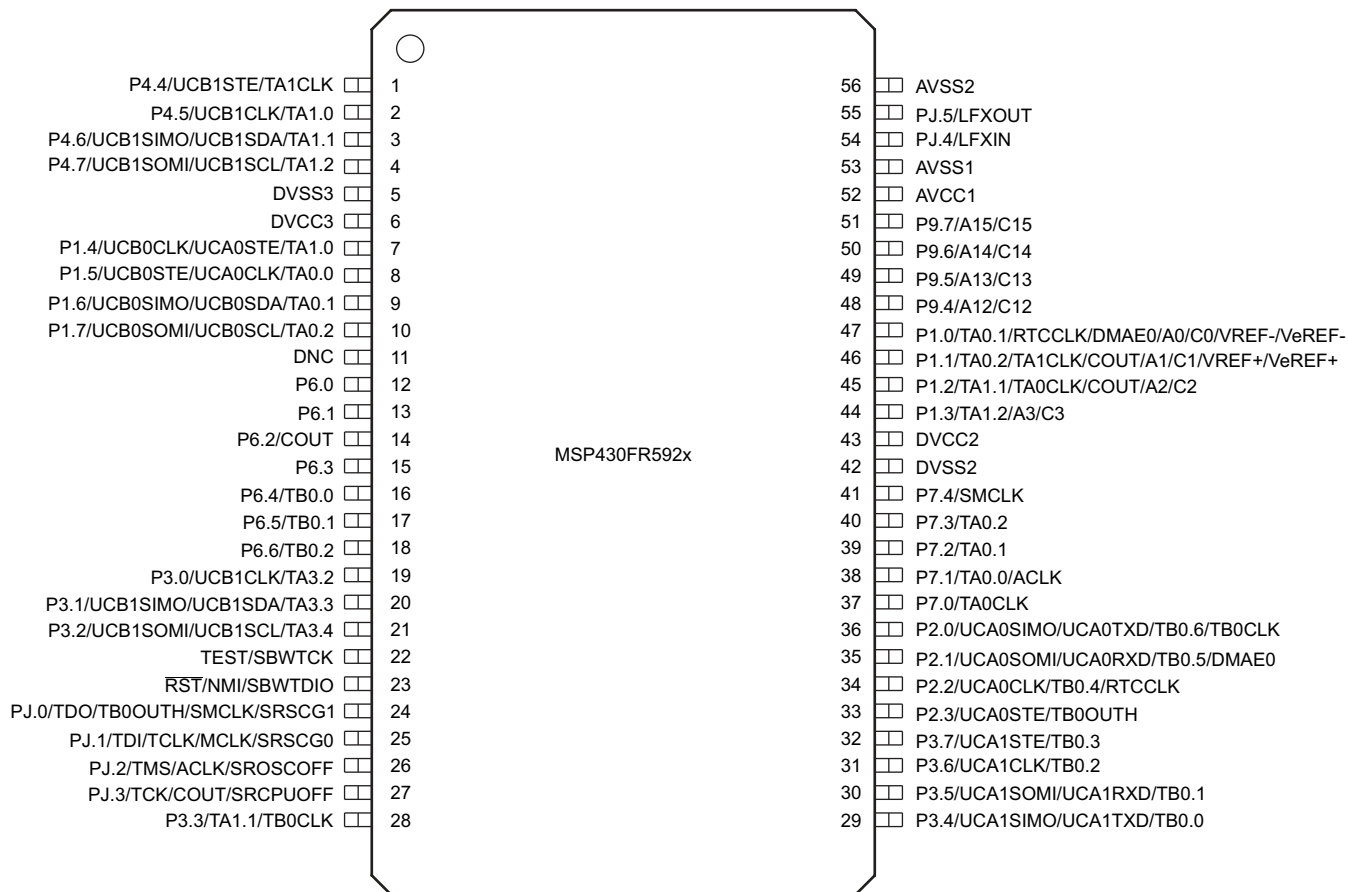 P4.4/UCB1STE/TA1CLK 1 56 AVSS2
P4.5/UCB1CLK/TA1.0 2 55 PJ.5/LFXOUT
P4.6/UCB1SIMO/UCB1SDA/TA1.1 3 54 PJ.4/LFXIN
P4.7/UCB1SOMI/UCB1SCL/TA1.2 4 53 AVSS1
DVSS3 5 52 AVCC1
DVCC3 6 51 P9.7/A15/C15
P1.4/UCB0CLK/UCA0STE/TA1.0 7 50 P9.6/A14/C14
P1.5/UCB0STE/UCA0CLK/TA0.0 8 49 P9.5/A13/C13
P1.6/UCB0SIMO/UCB0SDA/TA0.1 9 48 P9.4/A12/C12
P1.7/UCB0SOMI/UCB0SCL/TA0.2 10 47 P1.0/TA0.1/RTCCLK/DMAE0/A0/C0/VREF-/VeREF-
DNC 11 46 P1.1/TA0.2/TA1CLK/COUT/A1/C1/VREF+/VeREF+
P6.0 12 45 P1.2/TA1.1/TA0CLK/COUT/A2/C2
P6.1 13 44 P1.3/TA1.2/A3/C3
P6.2/COUT 14 43 DVCC2
MSP430FR592x
P6.3 15 42 DVSS2
P6.4/TB0.0 16 41 P7.4/SMCLK
P6.5/TB0.1 17 40 P7.3/TA0.2
P6.6/TB0.2 18 39 P7.2/TA0.1
P3.0/UCB1CLK/TA3.2 19 38 P7.1/TA0.0/ACLK
P3.1/UCB1SIMO/UCB1SDA/TA3.3 20 37 P7.0/TA0CLK
P3.2/UCB1SOMI/UCB1SCL/TA3.4 21 36 P2.0/UCA0SIMO/UCA0TXD/TB0.6/TB0CLK
TEST/SBWTCK 22 35 P2.1/UCA0SOMI/UCA0RXD/TB0.5/DMAE0
RST/NMI/SBWTDIO 23 34 P2.2/UCA0CLK/TB0.4/RTCCLK
PJ.0/TDO/TB0OUTH/SMCLK/SRSCG1 24 33 P2.3/UCA0STE/TB0OUTH
PJ.1/TDI/TCLK/MCLK/SRSCG0 25 32 P3.7/UCA1STE/TB0.3
PJ.2/TMS/ACLK/SROSCOFF 26 31 P3.6/UCA1CLK/TB0.2
PJ.3/TCK/COUT/SRCPUOFF 27 30 P3.5/UCA1SOMI/UCA1RXD/TB0.1
P3.3/TA1.1/TB0CLK 28 29 P3.4/UCA1SIMO/UCA1TXD/TB0.0